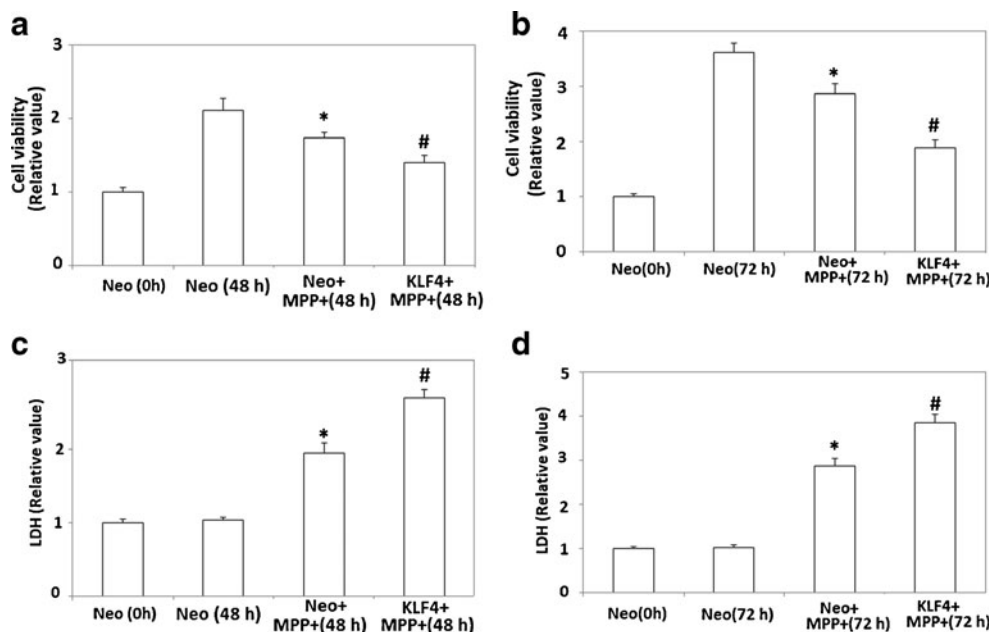 a
Cell viability
(Relative value)
3
2
1
0
*
#
Neo (0h)
Neo (48 h)
Neo+
MPP+(48 h)
KLF4+
MPP+(48 h)
b
Cell viability
(Relative value)
4
3
2
1
0
*
#
Neo(0h)
Neo(72 h)
Neo+
MPP+(72 h)
KLF4+
MPP+(72 h)
c
LDH (Relative value)
3
2
1
0
*
#
Neo (0h)
Neo (48 h)
Neo+
MPP+(48 h)
KLF4+
MPP+(48 h)
d
LDH (Relative value)
5
4
3
2
1
0
*
#
Neo(0h)
Neo(72 h)
Neo+
MPP+(72 h)
KLF4+
MPP+(72 h)